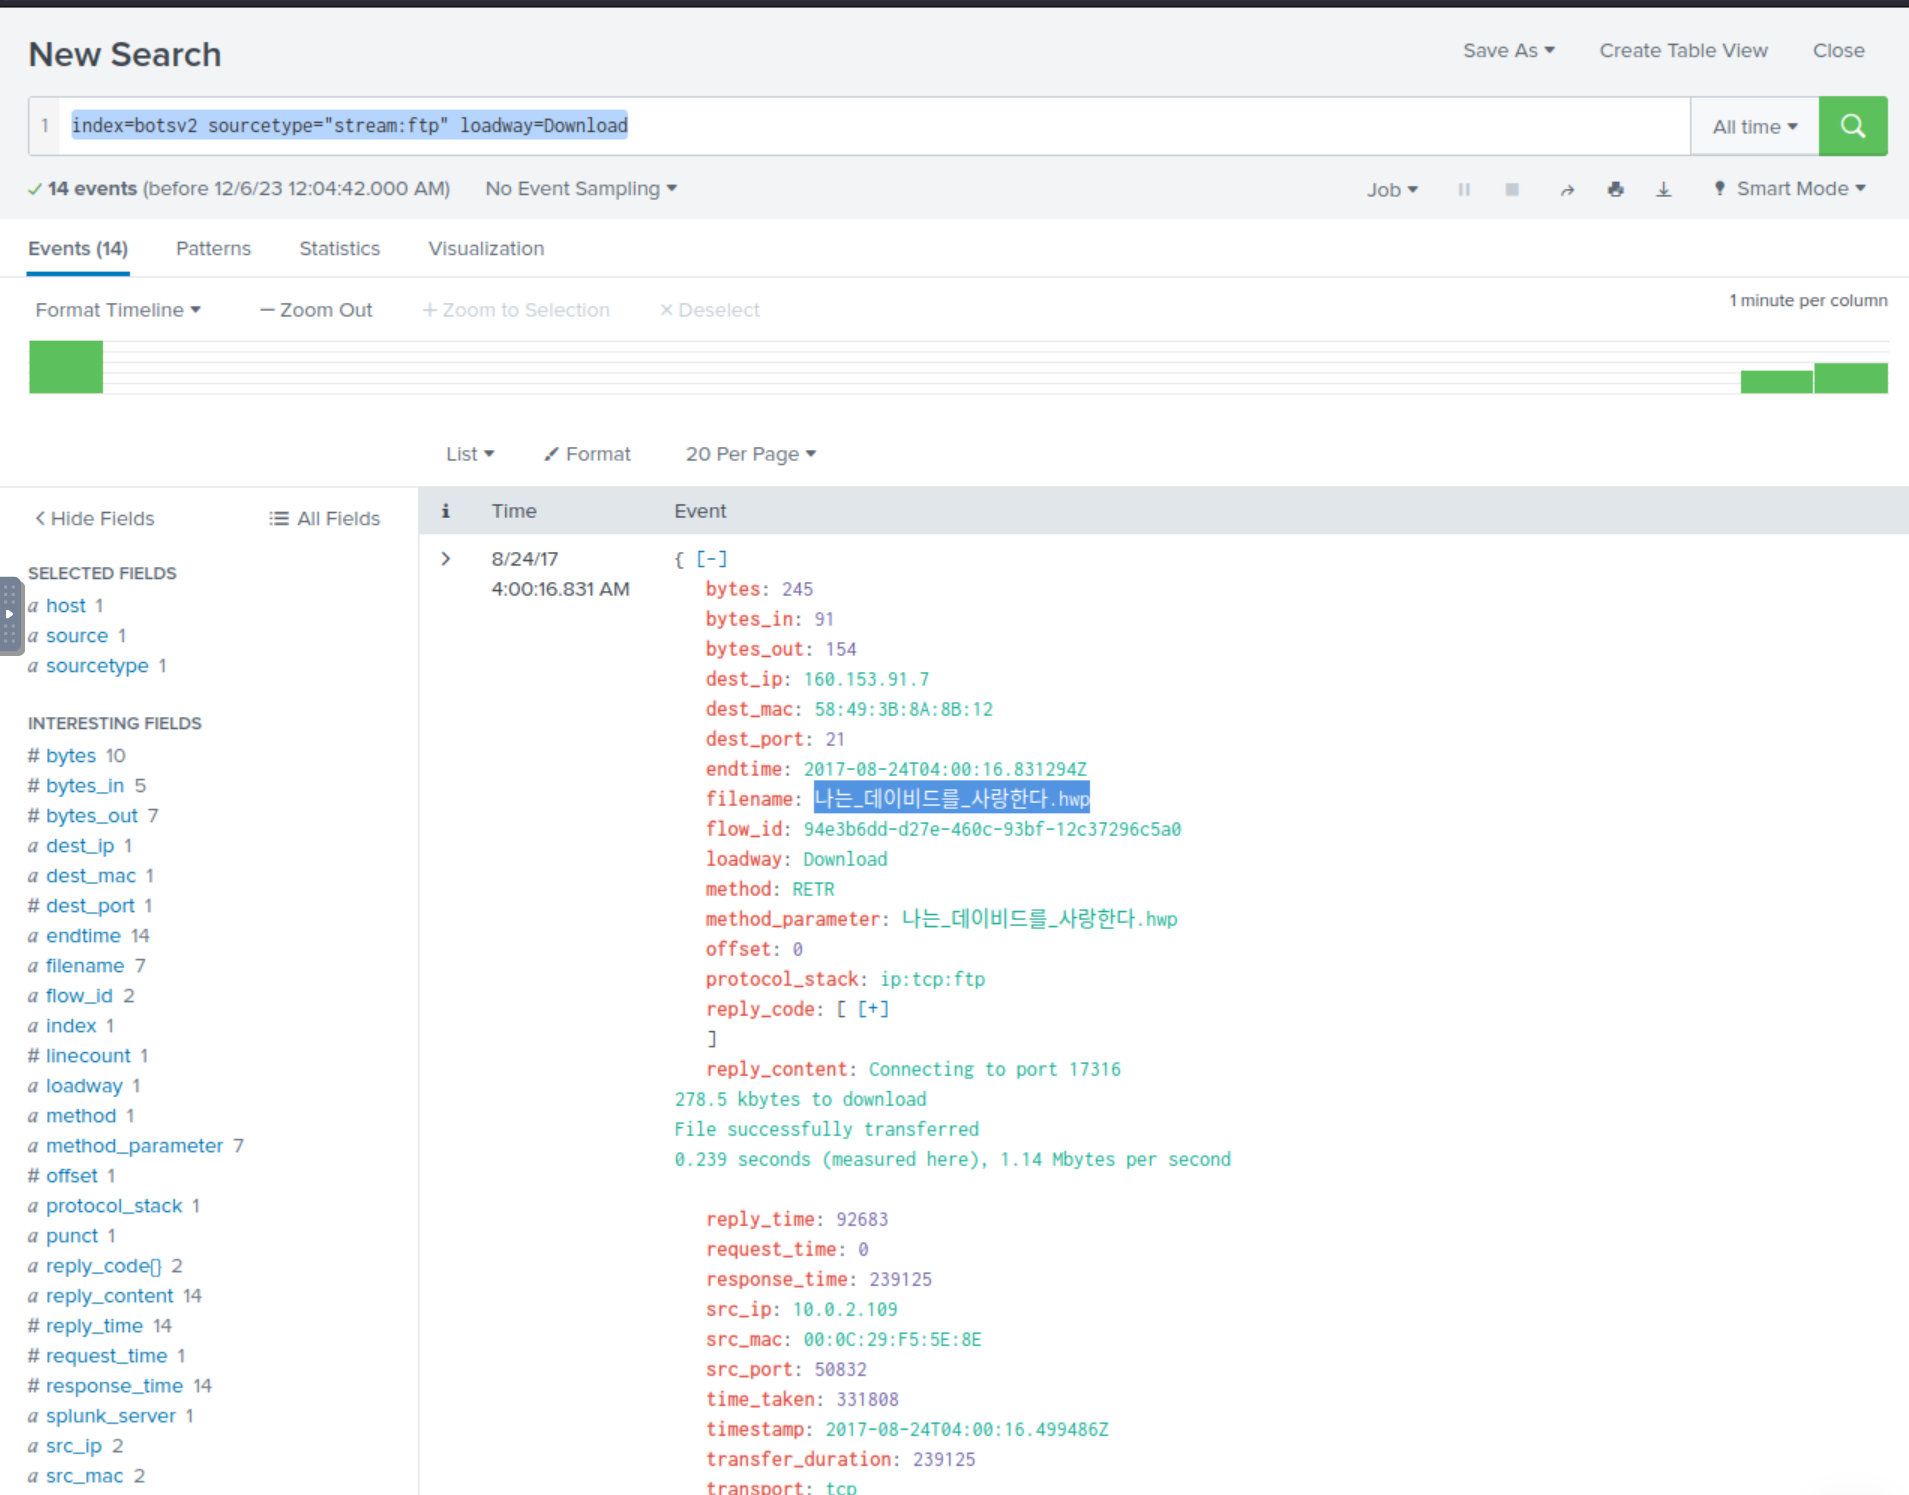 New Search
Save As
Create Table View
Close
1 index=botsv2 sourcetype="stream:ftp" loadway=Download
All time
14 events (before 12/6/23 12:04:42.000 AM)
No Event Sampling
Job
Smart Mode
Events (14)
Patterns
Statistics
Visualization
Format Timeline
— Zoom Out
+ Zoom to Selection
× Deselect
1 minute per column
List
Format
20 Per Page
< Hide Fields
All Fields
SELECTED FIELDS
a host 1
a source 1
a sourcetype 1
INTERESTING FIELDS
# bytes 10
# bytes_in 5
# bytes_out 7
a dest_ip 1
a dest_mac 1
# dest_port 1
a endtime 14
a filename 7
a flow_id 2
a index 1
# linecount 1
a loadway 1
a method 1
a method_parameter 7
# offset 1
a protocol_stack 1
a punct 1
a reply_code{} 2
a reply_content 14
# reply_time 14
# request_time 1
# response_time 14
a splunk_server 1
a src_ip 2
a src_mac 2
i
Time
Event
>
8/24/17
4:00:16.831 AM
{ [-]
bytes: 245
bytes_in: 91
bytes_out: 154
dest_ip: 160.153.91.7
dest_mac: 58:49:3B:8A:8B:12
dest_port: 21
endtime: 2017-08-24T04:00:16.831294Z
filename: 나는_데이비드를_사랑한다.hwp
flow_id: 94e3b6dd-d27e-460c-93bf-12c37296c5a0
loadway: Download
method: RETR
method_parameter: 나는_데이비드를_사랑한다.hwp
offset: 0
protocol_stack: ip:tcp:ftp
reply_code: [ [+]
]
reply_content: Connecting to port 17316
278.5 kbytes to download
File successfully transferred
0.239 seconds (measured here), 1.14 Mbytes per second
reply_time: 92683
request_time: 0
response_time: 239125
src_ip: 10.0.2.109
src_mac: 00:0C:29:F5:5E:8E
src_port: 50832
time_taken: 331808
timestamp: 2017-08-24T04:00:16.499486Z
transfer_duration: 239125
transport: tcp